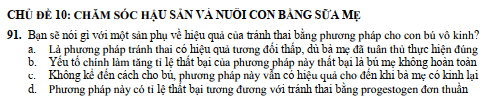 CHỦ ĐỀ 10: CHĂM SÓC HẬU SẢN VÀ NUÔI CON BẰNG SỮA MẸ
91. Bạn sẽ nói gì với một sản phụ về hiệu quả của tránh thai bằng phương pháp cho con bú vô kinh?
a. Là phương pháp tránh thai có hiệu quả tương đối thấp, dù bà mẹ đã tuân thủ thực hiện đúng
b. Yếu tố chính làm tăng tỉ lệ thất bại của phương pháp này thất bại là bú mẹ không hoàn toàn
c. Không kể đến cách cho bú, phương pháp này vẫn có hiệu quả cho đến khi bà mẹ có kinh lại
d. Phương pháp này có tỉ lệ thất bại tương đương với tránh thai bằng progestogen đơn thuần